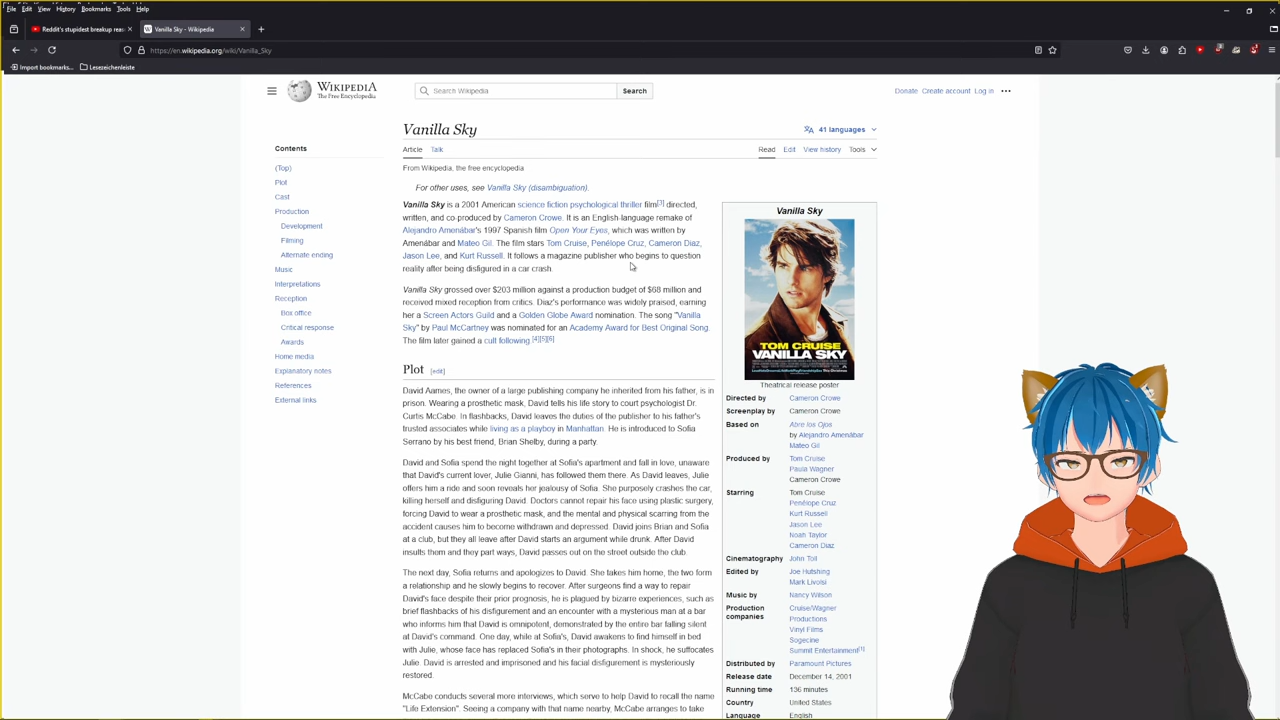 File Edit View History Bookmarks Tools Help
Reddit's stupidest breakup rea
Vanilla Sky - Wikipedia
https://en.wikipedia.org/wiki/Vanilla_Sky
Import bookmarks...
Lesezeichenleiste
WIKIPEDIA
The Free Encyclopedia
Search Wikipedia
Search
Donate Create account Log in
Vanilla Sky
41 languages
Article Talk
Read Edit View history Tools
From Wikipedia, the free encyclopedia
Contents
(Top)
Plot
Cast
Production
Development
Filming
Alternate ending
Music
Interpretations
Reception
Box office
Critical response
Awards
Home media
Explanatory notes
References
External links
For other uses, see Vanilla Sky (disambiguation).
Vanilla Sky is a 2001 American science fiction psychological thriller film[3] directed,
written, and co-produced by Cameron Crowe. It is an English-language remake of
Alejandro Amenábar's 1997 Spanish film Open Your Eyes, which was written by
Amenábar and Mateo Gil. The film stars Tom Cruise, Penélope Cruz, Cameron Diaz,
Jason Lee, and Kurt Russell. It follows a magazine publisher who begins to question
reality after being disfigured in a car crash.
Vanilla Sky grossed over $203 million against a production budget of $68 million and
received mixed reception from critics. Diaz's performance was widely praised, earning
her a Screen Actors Guild and a Golden Globe Award nomination. The song "Vanilla
Sky" by Paul McCartney was nominated for an Academy Award for Best Original Song.
The film later gained a cult following.[4][5][6]
Plot [edit]
David Aames, the owner of a large publishing company he inherited from his father, is in
prison. Wearing a prosthetic mask, David tells his life story to court psychologist Dr.
Curtis McCabe. In flashbacks, David leaves the duties of the publisher to his father's
trusted associates while living as a playboy in Manhattan. He is introduced to Sofia
Serrano by his best friend, Brian Shelby, during a party.
David and Sofia spend the night together at Sofia's apartment and fall in love, unaware
that David's current lover, Julie Gianni, has followed them there. As David leaves, Julie
offers him a ride and soon reveals her jealousy of Sofia. She purposely crashes the car,
killing herself and disfiguring David. Doctors cannot repair his face using plastic surgery,
forcing David to wear a prosthetic mask, and the mental and physical scarring from the
accident causes him to become withdrawn and depressed. David joins Brian and Sofia
at a club, but they all leave after David starts an argument while drunk. After David
insults them and they part ways, David passes out on the street outside the club.
The next day, Sofia returns and apologizes to David. She takes him home, the two form
a relationship and he slowly begins to recover. After surgeons find a way to repair
David's face despite their prior prognosis, he is plagued by bizarre experiences, such as
brief flashbacks of his disfigurement and an encounter with a mysterious man at a bar
who informs him that David is omnipotent, demonstrated by the entire bar falling silent
at David's command. One day, while at Sofia's, David awakens to find himself in bed
with Julie, whose face has replaced Sofia's in their photographs. In shock, he suffocates
Julie. David is arrested and imprisoned and his facial disfigurement is mysteriously
restored.
McCabe conducts several more interviews, which serve to help David to recall the name
"Life Extension". Seeing a company with that name nearby, McCabe arranges to take
Vanilla Sky
TOM CRUISE
VANILLA SKY
Theatrical release poster
Directed by Cameron Crowe
Screenplay by Cameron Crowe
Based on Abre los Ojos
by Alejandro Amenábar
Mateo Gil
Produced by Tom Cruise
Paula Wagner
Cameron Crowe
Starring Tom Cruise
Penélope Cruz
Kurt Russell
Jason Lee
Noah Taylor
Cameron Diaz
Cinematography John Toll
Edited by Joe Hutshing
Mark Livolsi
Music by Nancy Wilson
Production Cruise/Wagner
companies Productions
Vinyl Films
Sogecine
Summit Entertainment[1]
Distributed by Paramount Pictures
Release date December 14, 2001
Running time 136 minutes
Country United States
Language English